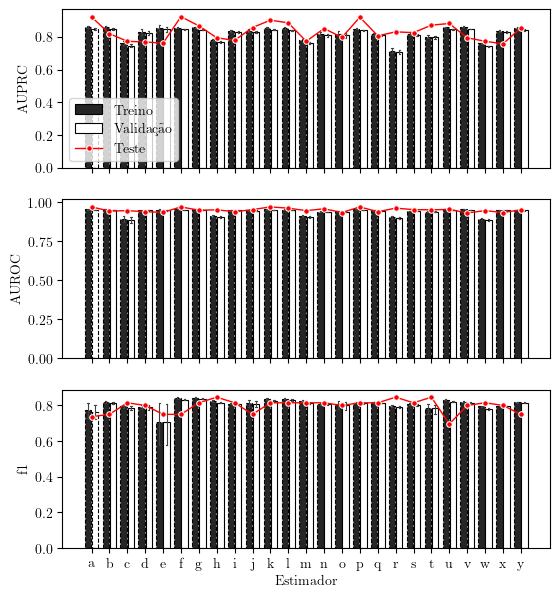 0.8
0.6
0.4
0.2
0.0
AUPRC
Treino
Validação
Teste
1.00
0.75
0.50
0.25
0.00
AUROC
0.8
0.6
0.4
0.2
0.0
f1
a b c d e f g h i j k l m n o p q r s t u v w x y
Estimador